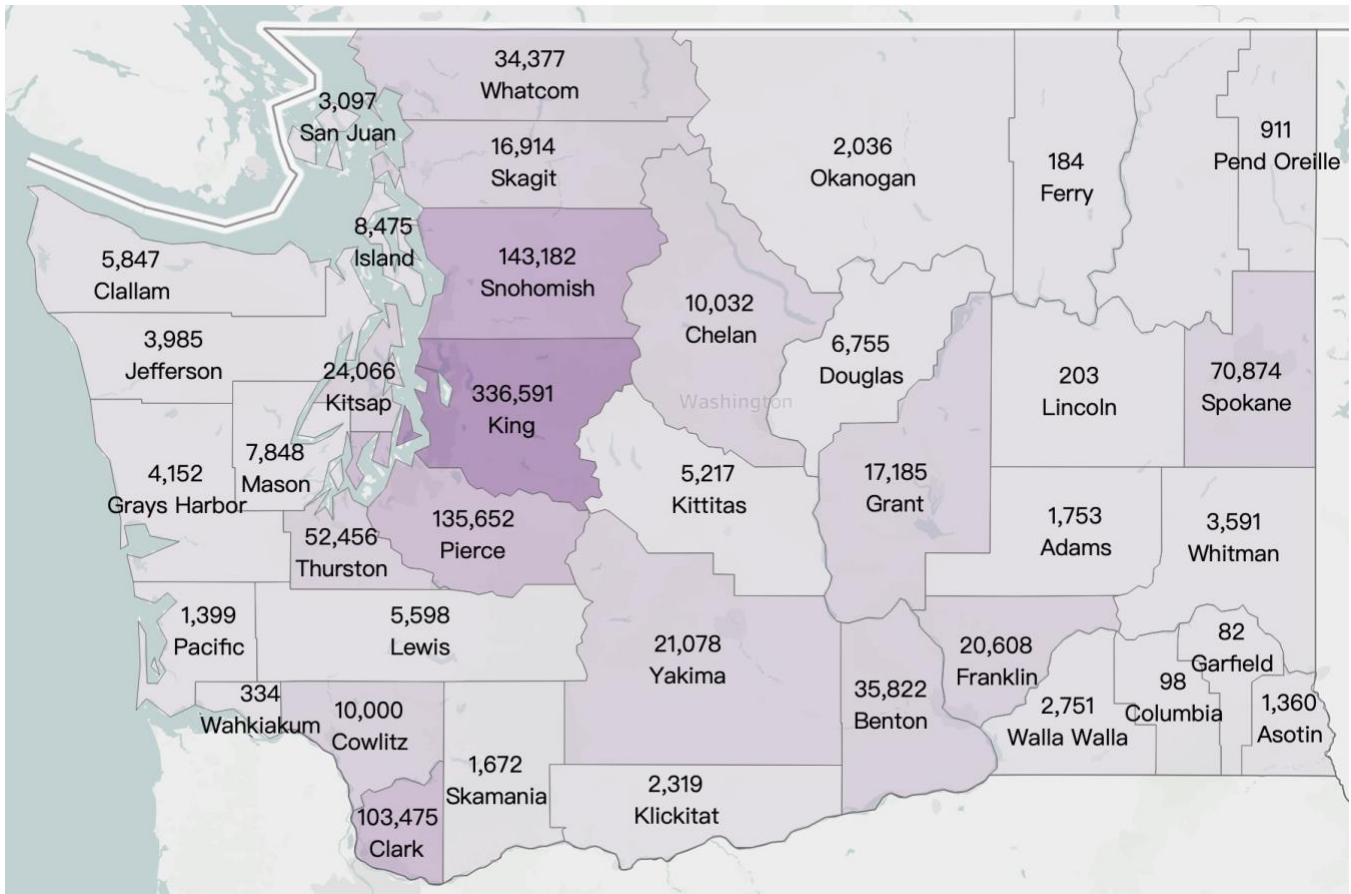 34,377
Whatcom
3,097
San Juan
16,914
Skagit
2,036
Okanogan
184
Ferry
911
Pend Oreille
8,475
Island
5,847
Clallam
143,182
Snohomish
10,032
Chelan
3,985
Jefferson
24,066
Kitsap
336,591
King
6,755
Douglas
203
Lincoln
70,874
Spokane
Washington
7,848
Mason
4,152
Grays Harbor
5,217
Kittitas
17,185
Grant
52,456
Thurston
135,652
Pierce
1,753
Adams
3,591
Whitman
1,399
Pacific
5,598
Lewis
21,078
Yakima
20,608
Franklin
82
Garfield
334
Wahkiakum
10,000
Cowlitz
35,822
Benton
2,751
Walla Walla
98
Columbia
1,360
Asotin
1,672
Skamania
2,319
Klickitat
103,475
Clark